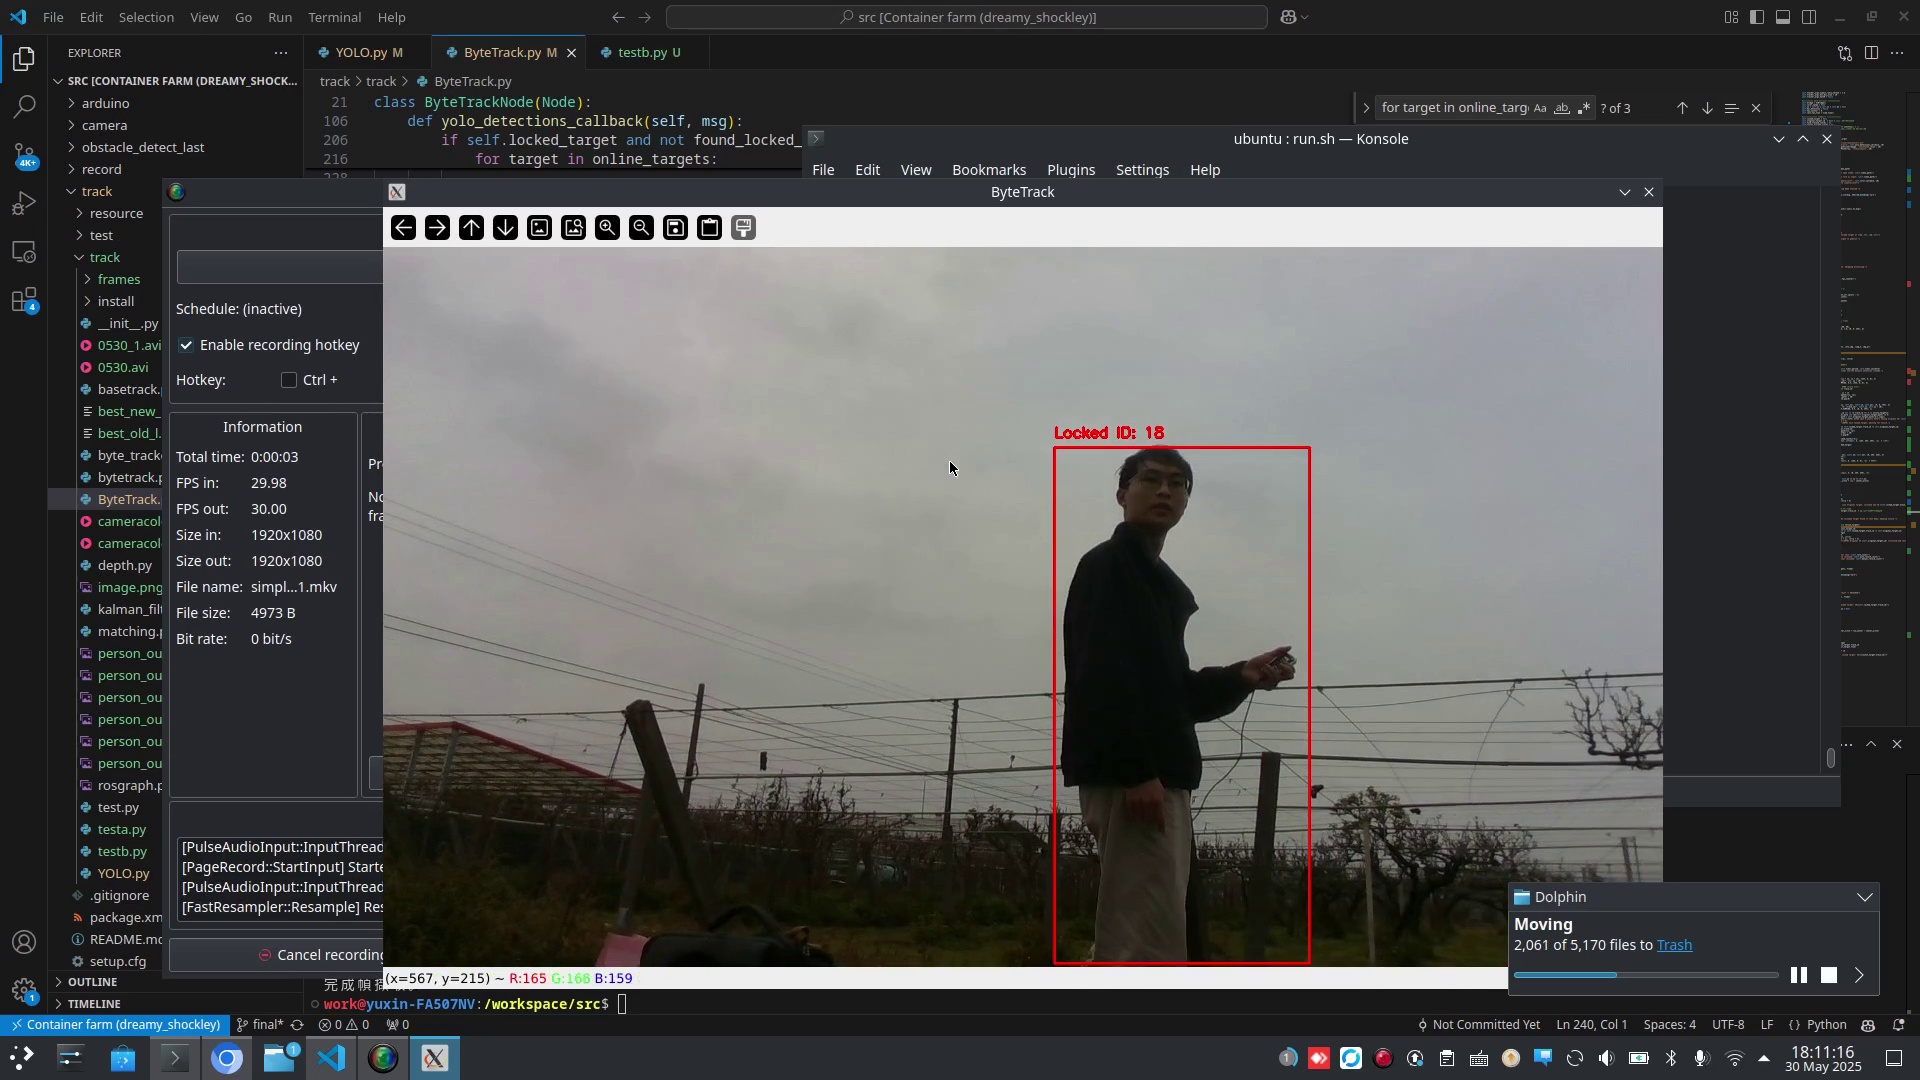 File Edit Selection View Go Run Terminal Help
src [Container farm (dreamy_shockley)]
EXPLORER
SRC [CONTAINER FARM (DREAMY_SHOCK...
arduino
camera
obstacle_detect_last
record
track
resource
test
track
frames
install
__init__.py
0530_1.avi
0530.avi
basetrack.
best_new_
best_old_l.
byte_track
bytetrack.p
ByteTrack.
cameracol
cameracol
depth.py
image.png
kalman_filt
matching.p
person_ou
person_ou
person_ou
person_ou
person_ou
person_ou
rosgraph.p
test.py
testa.py
testb.py
YOLO.py
.gitignore
package.xm
README.md
setup.cfg
OUTLINE
TIMELINE
4K+
4
1
YOLO.py M
ByteTrack.py M
testb.py U
track > track > ByteTrack.py
21 class ByteTrackNode(Node):
106 def yolo_detections_callback(self, msg):
206 if self.locked_target and not found_locked_
216 for target in online_targets:
for target in online_targ Aa ab ? of 3
ubuntu : run.sh — Konsole
File Edit View Bookmarks Plugins Settings Help
ByteTrack
Schedule: (inactive)
Enable recording hotkey
Hotkey: Ctrl +
Information
Total time: 0:00:03
FPS in: 29.98
FPS out: 30.00
Size in: 1920x1080
Size out: 1920x1080
File name: simpl...1.mkv
File size: 4973 B
Bit rate: 0 bit/s
[PulseAudioInput::InputThread
[PageRecord::StartInput] Starte
[PulseAudioInput::InputThread
[FastResampler::Resample] Res
Cancel recording
Locked ID: 18
(x=567, y=215) ~ R:165 G:166 B:159
work@yuxin-FA507NV:/workspace/src$
Dolphin
Moving
2,061 of 5,170 files to Trash
Container farm (dreamy_shockley) final* 0 0 0
Not Committed Yet Ln 240, Col 1 Spaces: 4 UTF-8 LF {} Python
1
1
18:11:16
30 May 2025